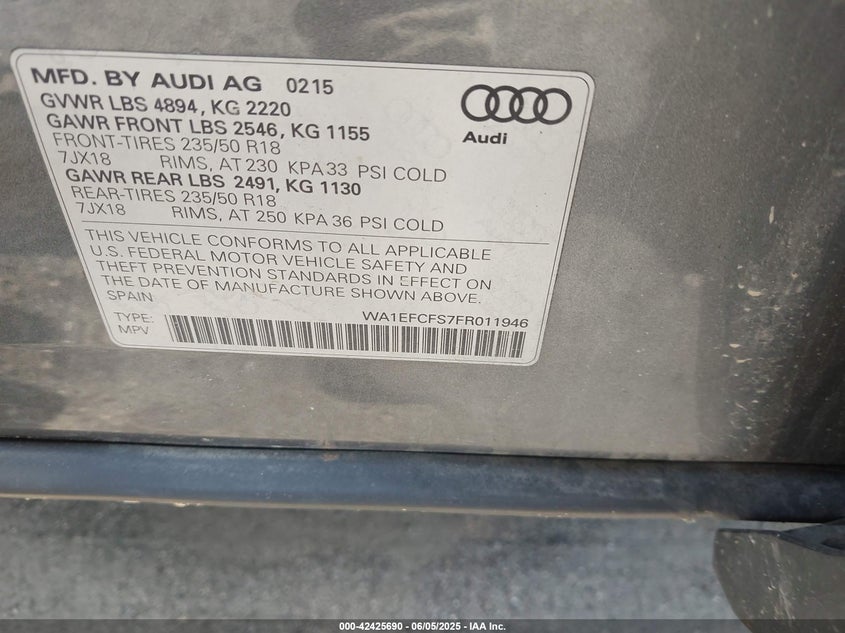 MFD. BY AUDI AG 0215
GVWR LBS 4894, KG 2220
GAWR FRONT LBS 2546, KG 1155
FRONT-TIRES 235/50 R18
7JX18 RIMS, AT 230 KPA 33 PSI COLD
GAWR REAR LBS 2491, KG 1130
REAR-TIRES 235/50 R18
7JX18 RIMS, AT 250 KPA 36 PSI COLD
Audi
THIS VEHICLE CONFORMS TO ALL APPLICABLE
U.S. FEDERAL MOTOR VEHICLE SAFETY AND
THEFT PREVENTION STANDARDS IN EFFECT ON
THE DATE OF MANUFACTURE SHOWN ABOVE.
SPAIN
WA1EFCFS7FR011946
TYPE:
MPV
000-42425690 - 06/05/2025 - IAA Inc.